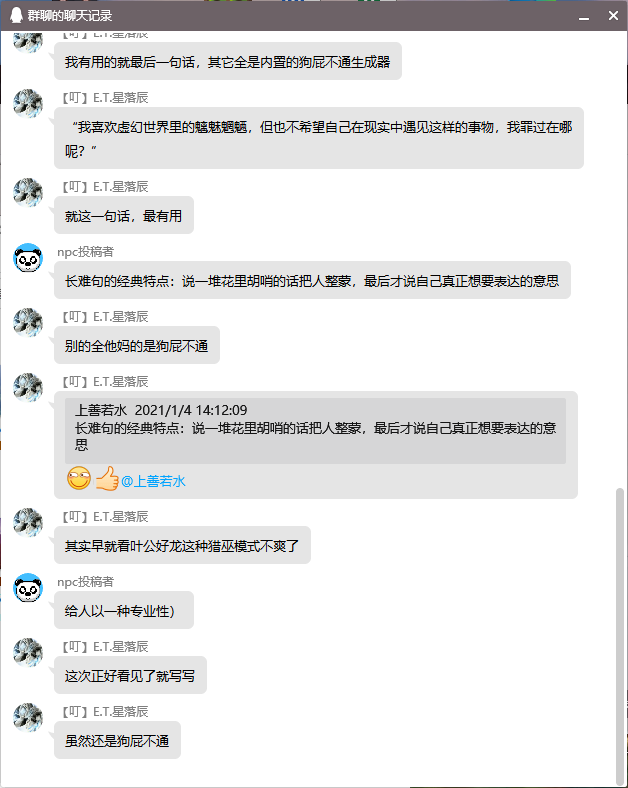 群聊的聊天记录
【叮】E.T.星落辰
我有用的就最后一句话，其它全是内置的狗屁不通生成器
【叮】E.T.星落辰
“我喜欢虚幻世界里的魑魅魍魉，但也不希望自己在现实中遇见这样的事物，我罪过在哪
呢？”
【叮】E.T.星落辰
就这一句话，最有用
npc投稿者
长难句的经典特点：说一堆花里胡哨的话把人整蒙，最后才说自己真正想要表达的意思
【叮】E.T.星落辰
别的全他妈的是狗屁不通
【叮】E.T.星落辰
上善若水 2021/1/4 14:12:09
长难句的经典特点：说一堆花里胡哨的话把人整蒙，最后才说自己真正想要表达的意
思
@上善若水
【叮】E.T.星落辰
其实早就看叶公好龙这种猎巫模式不爽了
npc投稿者
给人以一种专业性）
【叮】E.T.星落辰
这次正好看见了就写写
【叮】E.T.星落辰
虽然还是狗屁不通